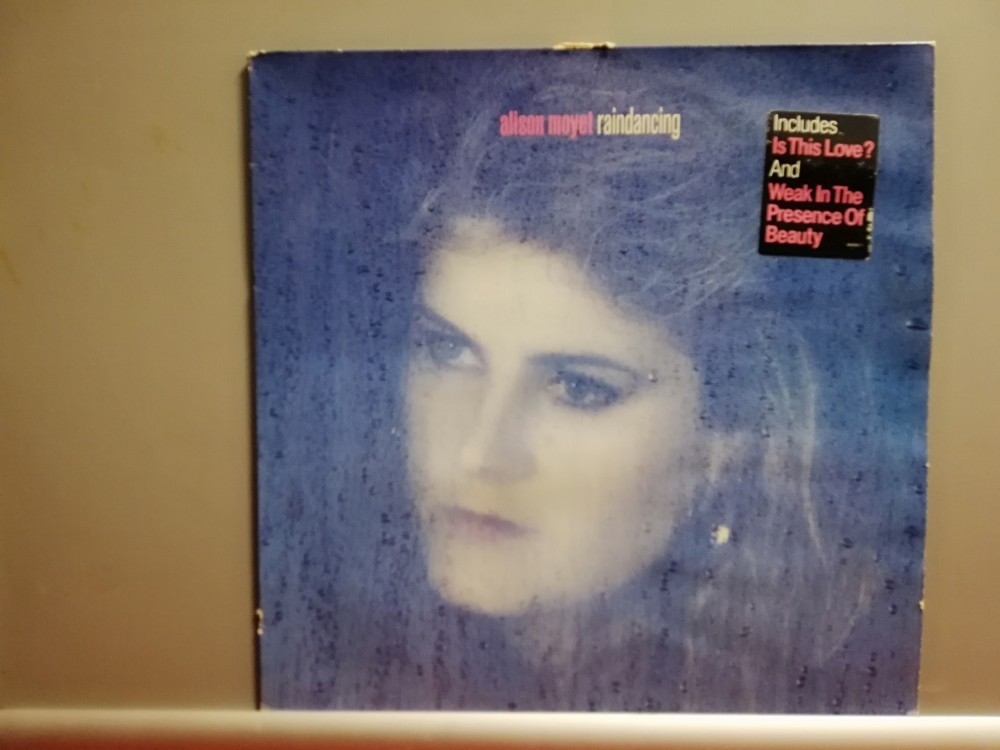 alison moyet raindancing
Includes
Is This Love?
And
Weak In The
Presence Of
Beauty